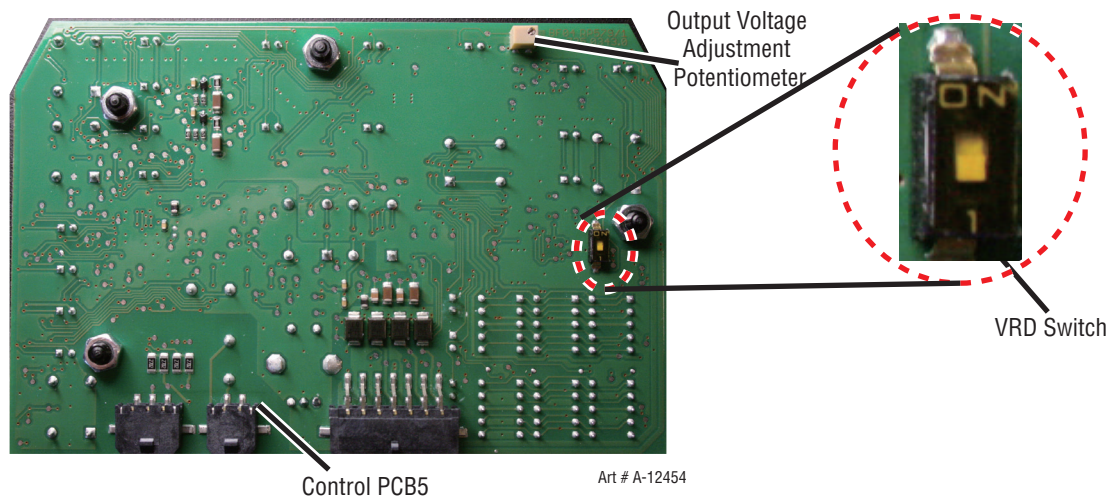 Output Voltage
Adjustment
Potentiometer
ON
1
VRD Switch
Control PCB5
Art # A-12454